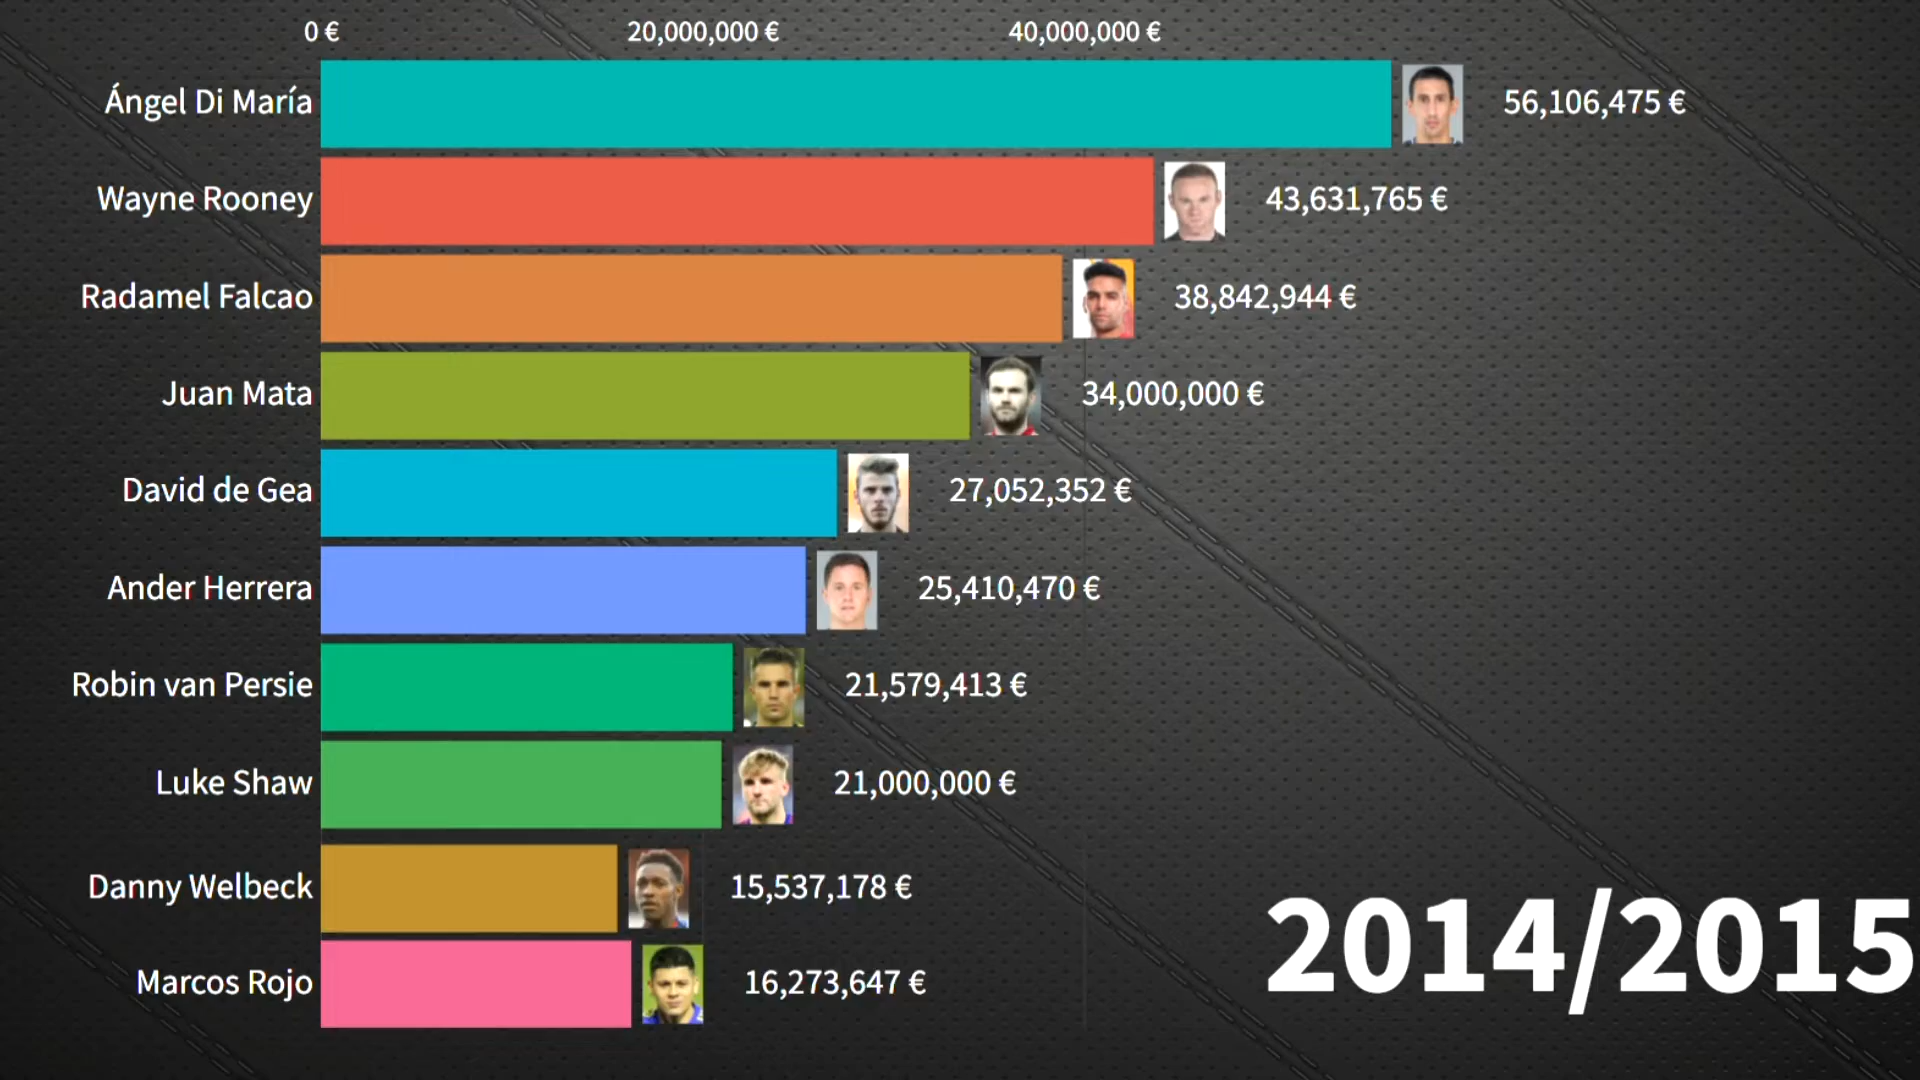 0 € 20,000,000 € 40,000,000 €
Ángel Di María 56,106,475 €
Wayne Rooney 43,631,765 €
Radamel Falcao 38,842,944 €
Juan Mata 34,000,000 €
David de Gea 27,052,352 €
Ander Herrera 25,410,470 €
Robin van Persie 21,579,413 €
Luke Shaw 21,000,000 €
Danny Welbeck 15,537,178 €
Marcos Rojo 16,273,647 €
2014/2015